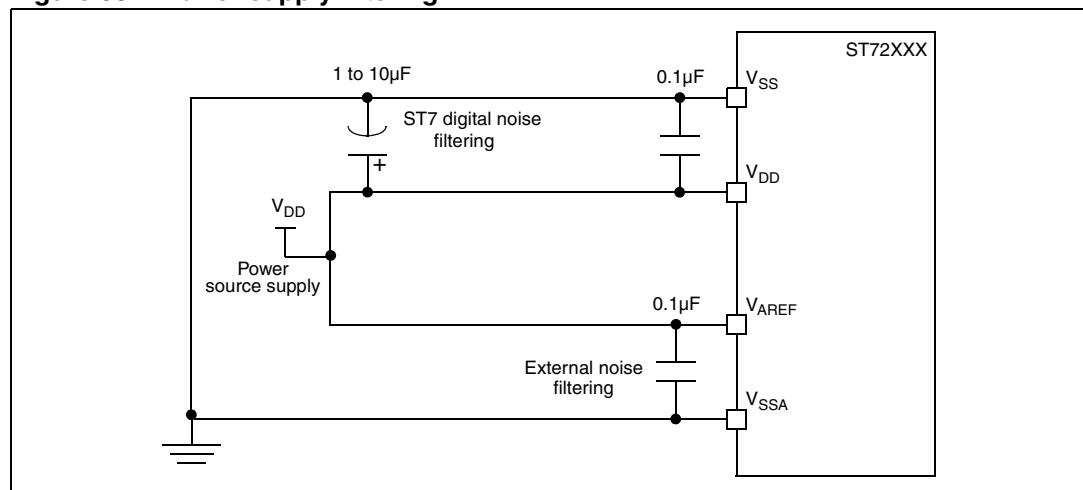 ST72XXX
1 to 10µF
0.1µF
VSS
ST7 digital noise
filtering
+
VDD
VDD
Power
source supply
0.1µF
VAREF
External noise
filtering
VSSA